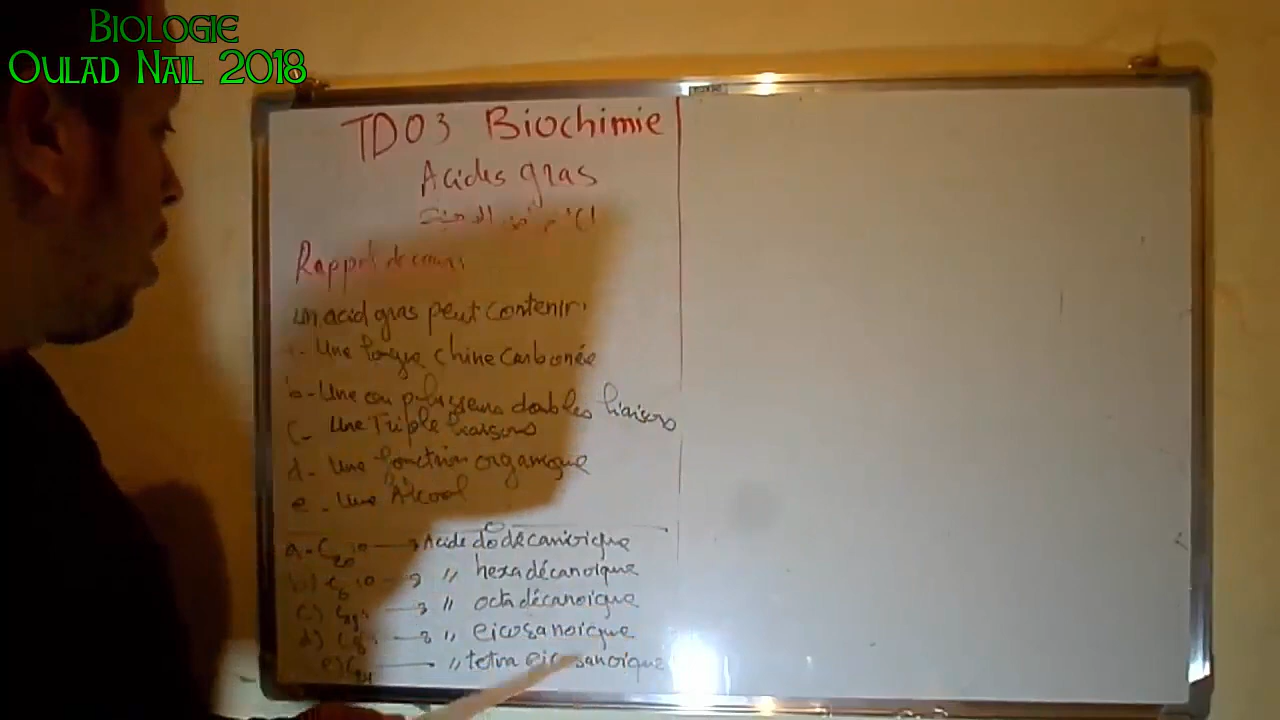 BIOLOGIE
OULAD NAIL 2018
TD03 Biochimie
Acides gras
Rappel de cours
un acid gras peut contenir
Une longue chine carbonée
b- Une ou plusieurs doubles liaisons
c- Une Triple liaisons
d- Une fonction organique
e- Une Alcool
Acide dodécanoïque
b) // hexadécanoïque
c) // octadécanoïque
d) // eicosanoïque
e) // tetra eicosanoïque